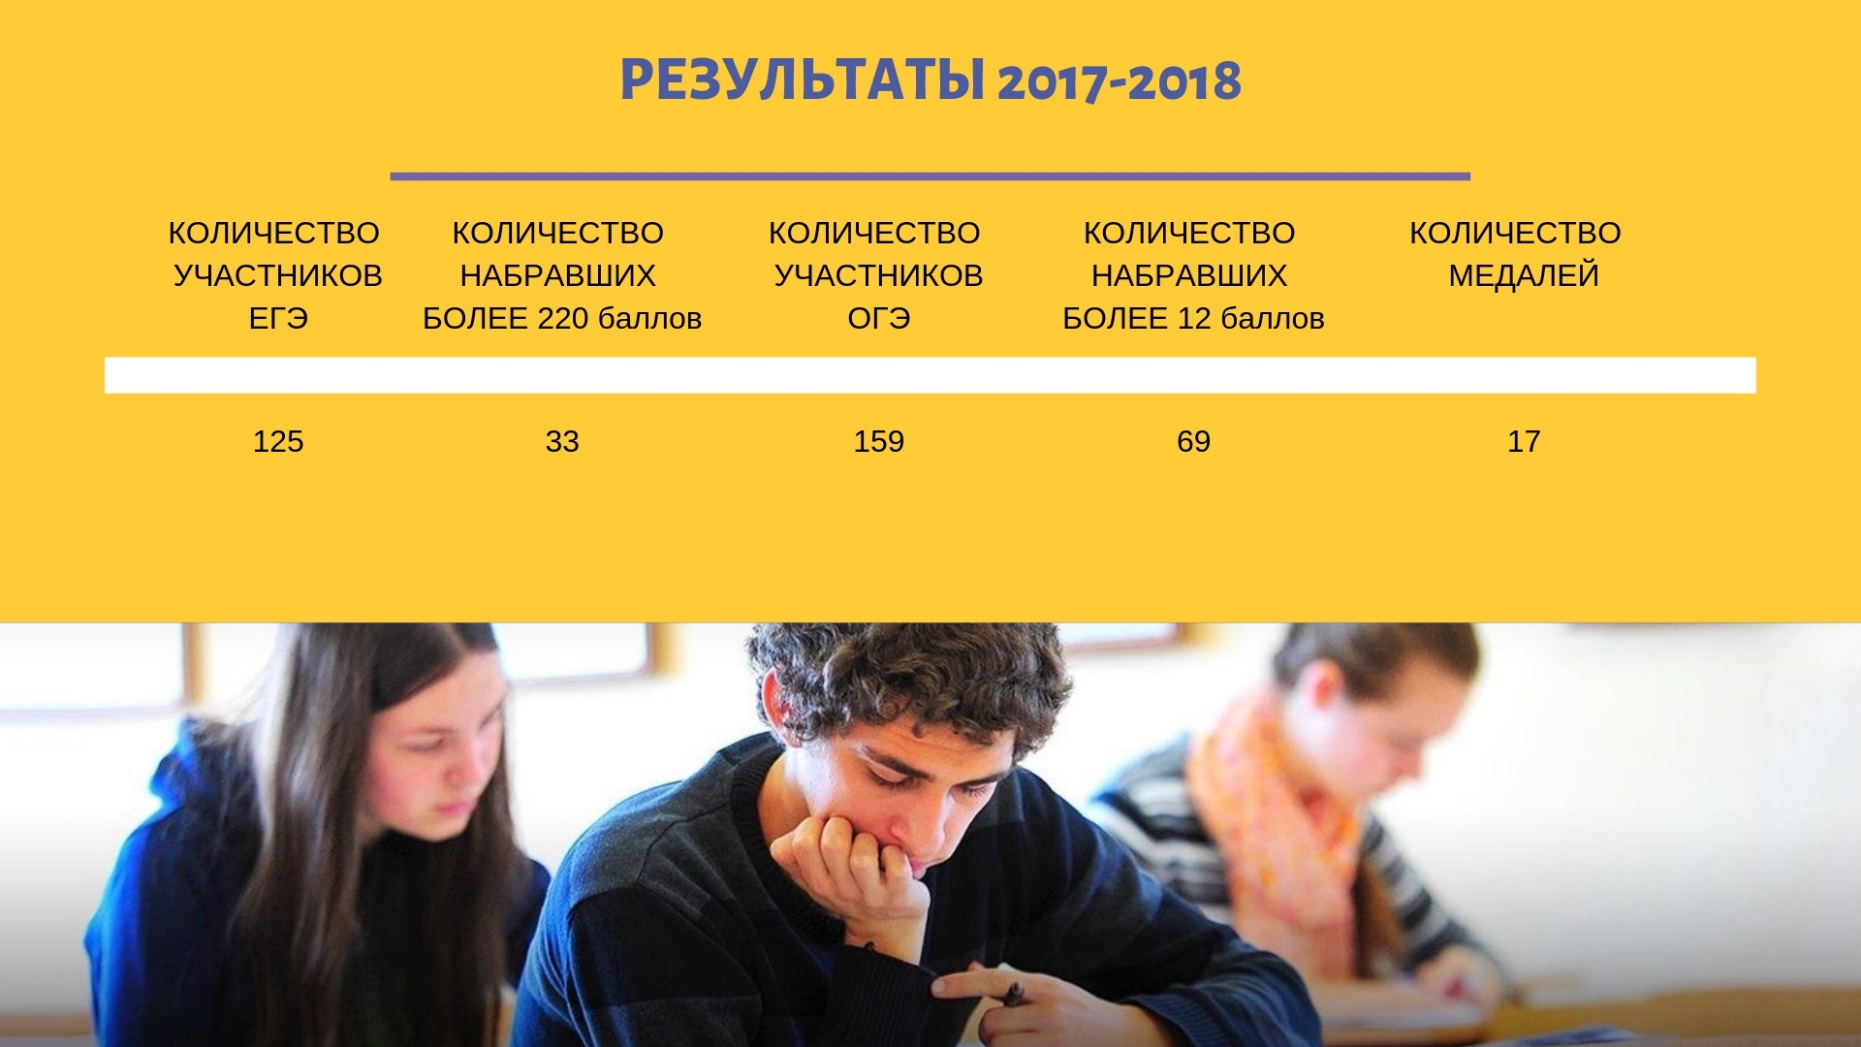 РЕЗУЛЬТАТЫ 2017-2018
КОЛИЧЕСТВО
УЧАСТНИКОВ
ЕГЭ
КОЛИЧЕСТВО
НАБРАВШИХ
БОЛЕЕ 220 баллов
КОЛИЧЕСТВО
УЧАСТНИКОВ
ОГЭ
КОЛИЧЕСТВО
НАБРАВШИХ
БОЛЕЕ 12 баллов
КОЛИЧЕСТВО
МЕДАЛЕЙ
125
33
159
69
17